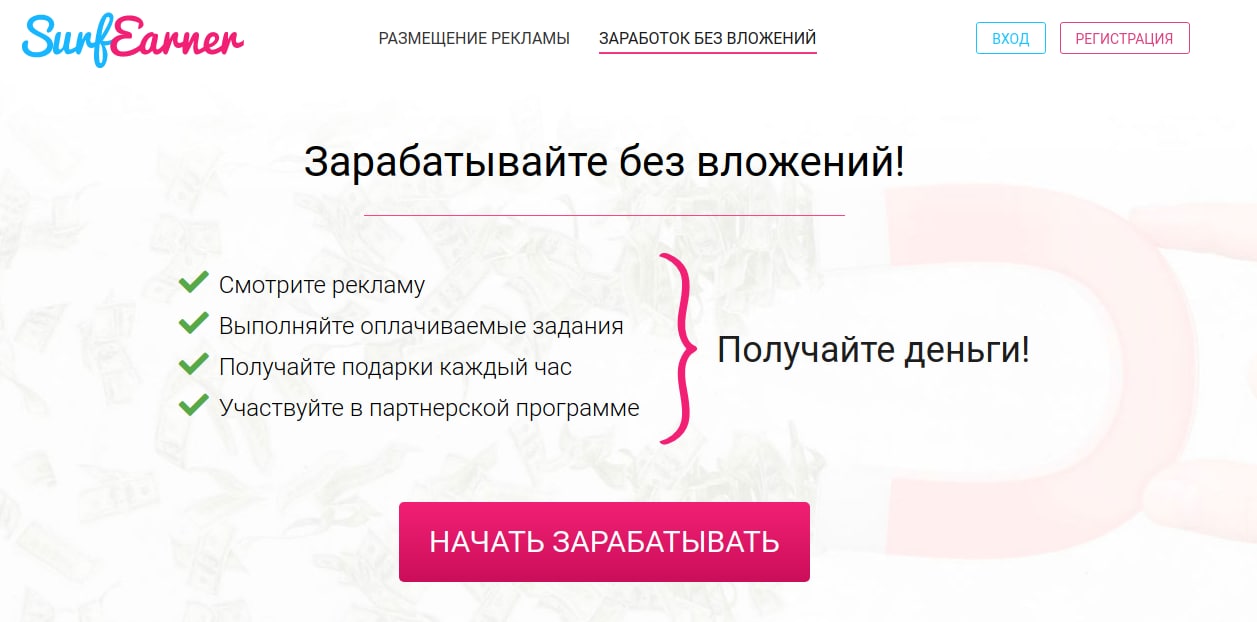 SurfEarner
РАЗМЕЩЕНИЕ РЕКЛАМЫ
ЗАРАБОТОК БЕЗ ВЛОЖЕНИЙ
ВХОД
РЕГИСТРАЦИЯ
Зарабатывайте без вложений!
Смотрите рекламу
Выполняйте оплачиваемые задания
Получайте подарки каждый час
Участвуйте в партнерской программе
Получайте деньги!
НАЧАТЬ ЗАРАБАТЫВАТЬ